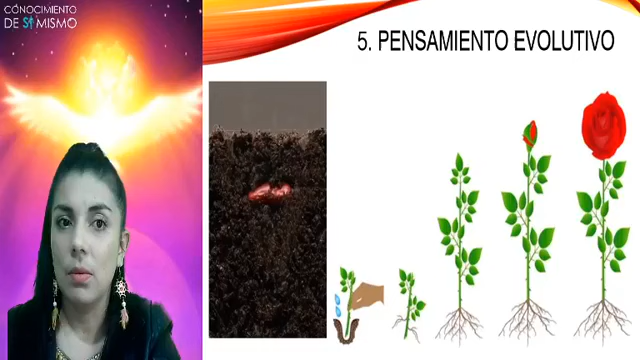 CONOCIMIENTO
DE SÍ MISMO
5. PENSAMIENTO EVOLUTIVO